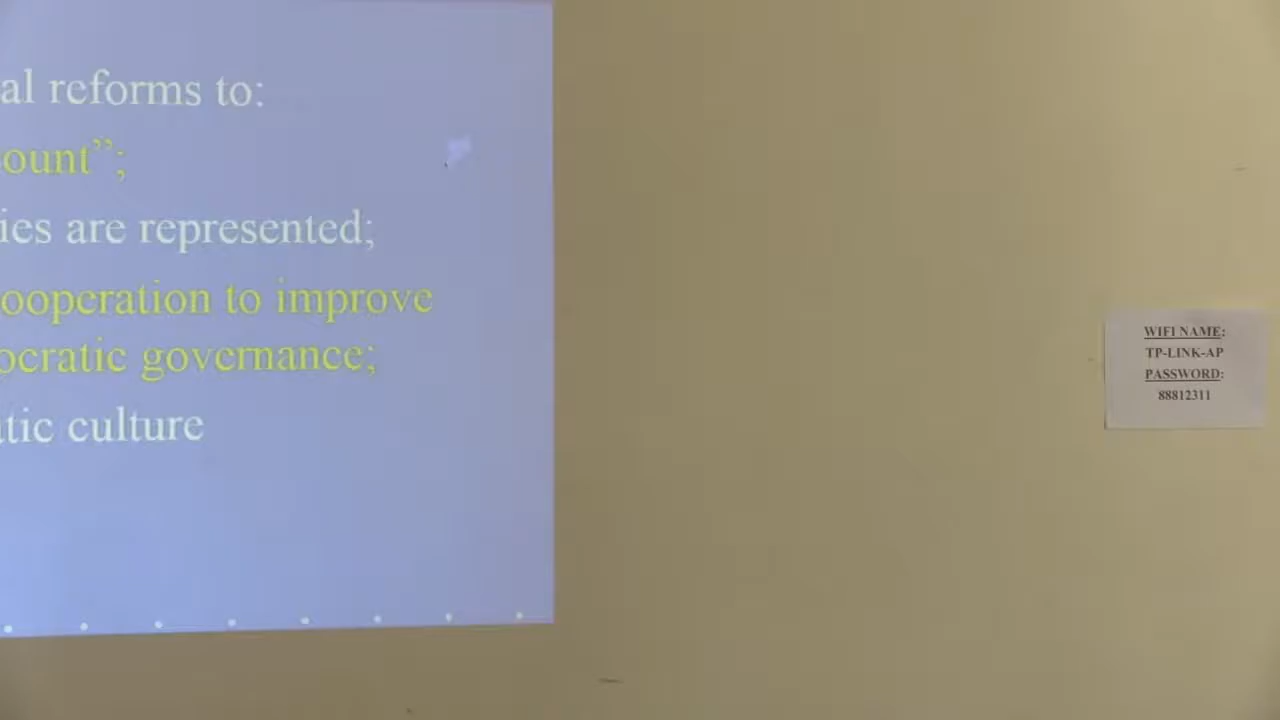 al reforms to:
ount”;
ies are represented;
ooperation to improve
ocratic governance;
tic culture
WIFI NAME:
TP-LINK-AP
PASSWORD:
88812311